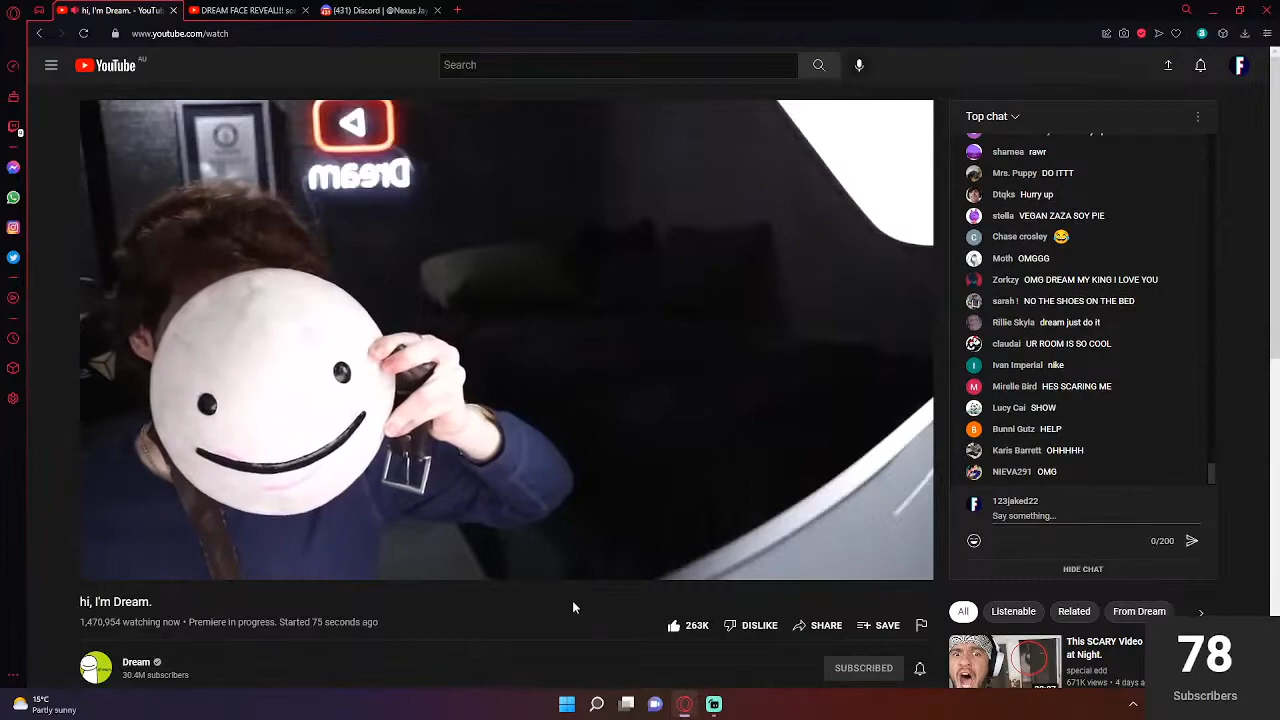 hi, I'm Dream. - YouTub
DREAM FACE REVEAL!!! so
(431) Discord | @Nexus Jay
www.youtube.com/watch
YouTube AU
Search
Dream
Top chat
sharnea rawr
Mrs. Puppy DO ITTT
Dtqks Hurry up
stella VEGAN ZAZA SOY PIE
Chase crosley 😂
Moth OMGGG
Zorkzy OMG DREAM MY KING I LOVE YOU
sarah ! NO THE SHOES ON THE BED
Rillie Skyla dream just do it
claudai UR ROOM IS SO COOL
Ivan Imperial nike
Mirelle Bird HES SCARING ME
Lucy Cai SHOW
Bunni Gutz HELP
Karis Barrett OHHHHH
NIEVA291 OMG
123jaked22
Say something...
0/200
HIDE CHAT
hi, I'm Dream.
1,470,954 watching now • Premiere in progress. Started 75 seconds ago
263K DISLIKE SHARE SAVE
Dream
30.4M subscribers
SUBSCRIBED
All Listenable Related From Dream
This SCARY Video
at Night.
special edd
671K views • 4 days a
78
Subscribers
15°C
Partly sunny